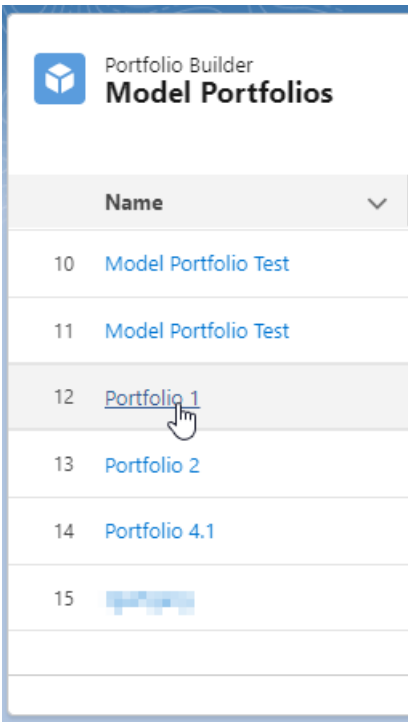 Portfolio Builder
Model Portfolios
Name
10 Model Portfolio Test
11 Model Portfolio Test
12 Portfolio 1
13 Portfolio 2
14 Portfolio 4.1
15